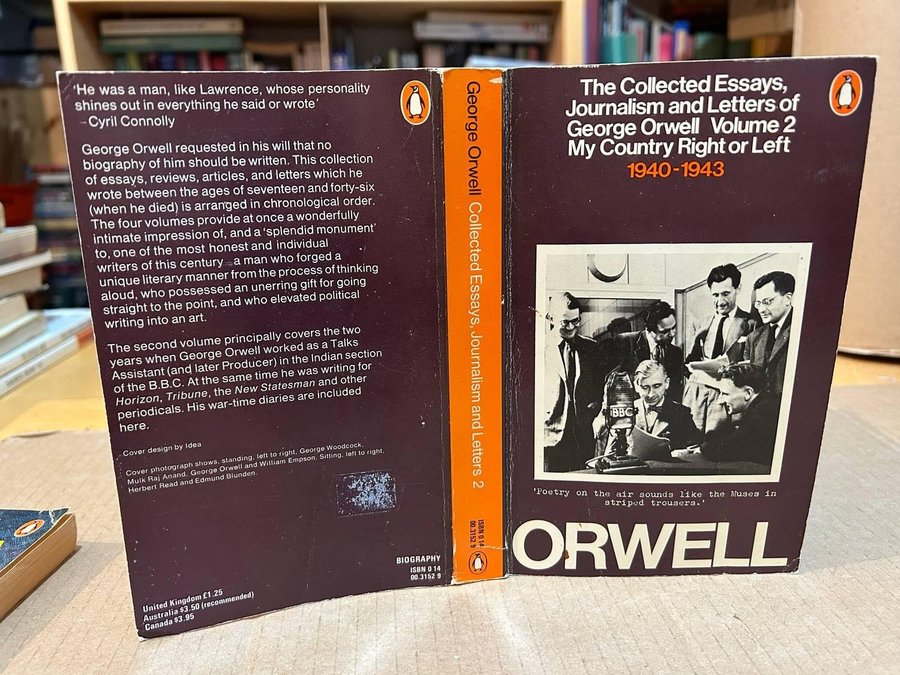 'He was a man, like Lawrence, whose personality
shines out in everything he said or wrote'
– Cyril Connolly
George Orwell requested in his will that no
biography of him should be written. This collection
of essays, reviews, articles, and letters which he
wrote between the ages of seventeen and forty-six
(when he died) is arranged in chronological order.
The four volumes provide at once a wonderfully
intimate impression of, and a 'splendid monument'
to, one of the most honest and individual
writers of this century – a man who forged a
unique literary manner from the process of thinking
aloud, who possessed an unerring gift for going
straight to the point, and who elevated political
writing into an art.
The second volume principally covers the two
years when George Orwell worked as a Talks
Assistant (and later Producer) in the Indian section
of the B.B.C. At the same time he was writing for
Horizon, Tribune, the New Statesman and other
periodicals. His war-time diaries are included
here.
Cover design by Idea
Cover photograph shows, standing, left to right, George Woodcock,
Mulk Raj Anand, George Orwell and William Empson. Sitting, left to right,
Herbert Read and Edmund Blunden.
United Kingdom £1.25
Australia $3.50 (recommended)
Canada $3.95
BIOGRAPHY
ISBN 0 14
00.3152 9
George Orwell Collected Essays, Journalism and Letters 2
ISBN 0 14
00.3152 9
The Collected Essays,
Journalism and Letters of
George Orwell Volume 2
My Country Right or Left
1940-1943
BBC
'Poetry on the air sounds like the Muses in
striped trousers.'
ORWELL